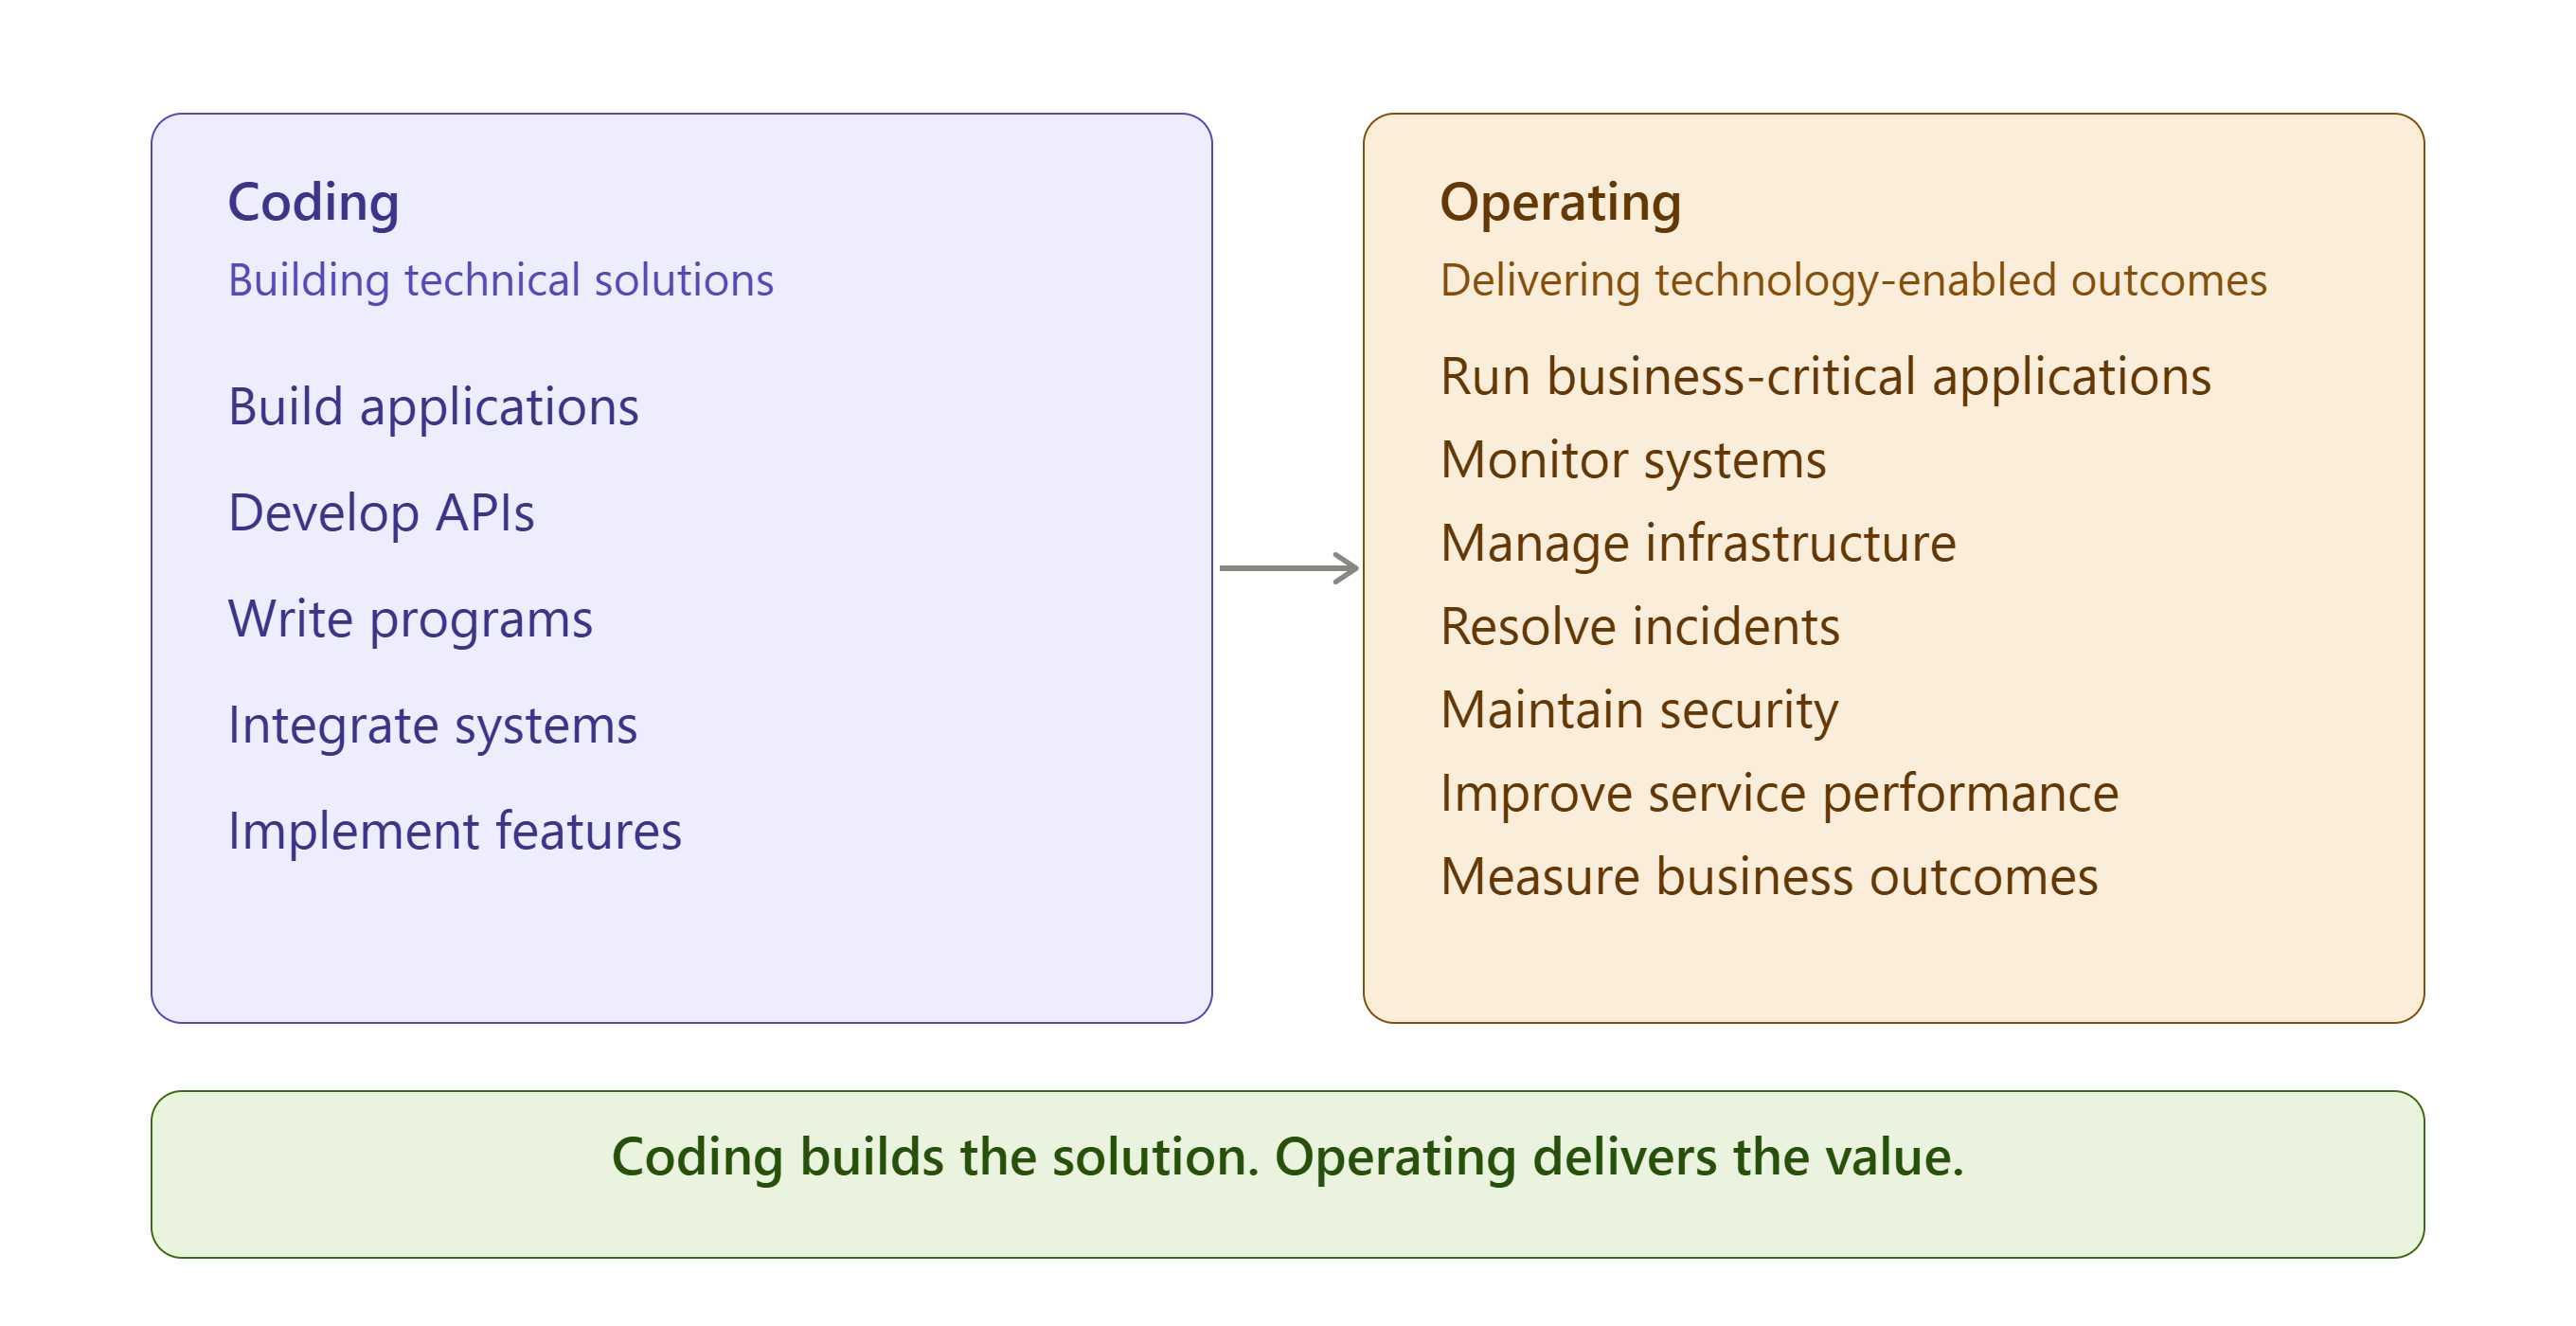 Coding
Building technical solutions
Build applications
Develop APIs
Write programs
Integrate systems
Implement features
Operating
Delivering technology-enabled outcomes
Run business-critical applications
Monitor systems
Manage infrastructure
Resolve incidents
Maintain security
Improve service performance
Measure business outcomes
Coding builds the solution. Operating delivers the value.